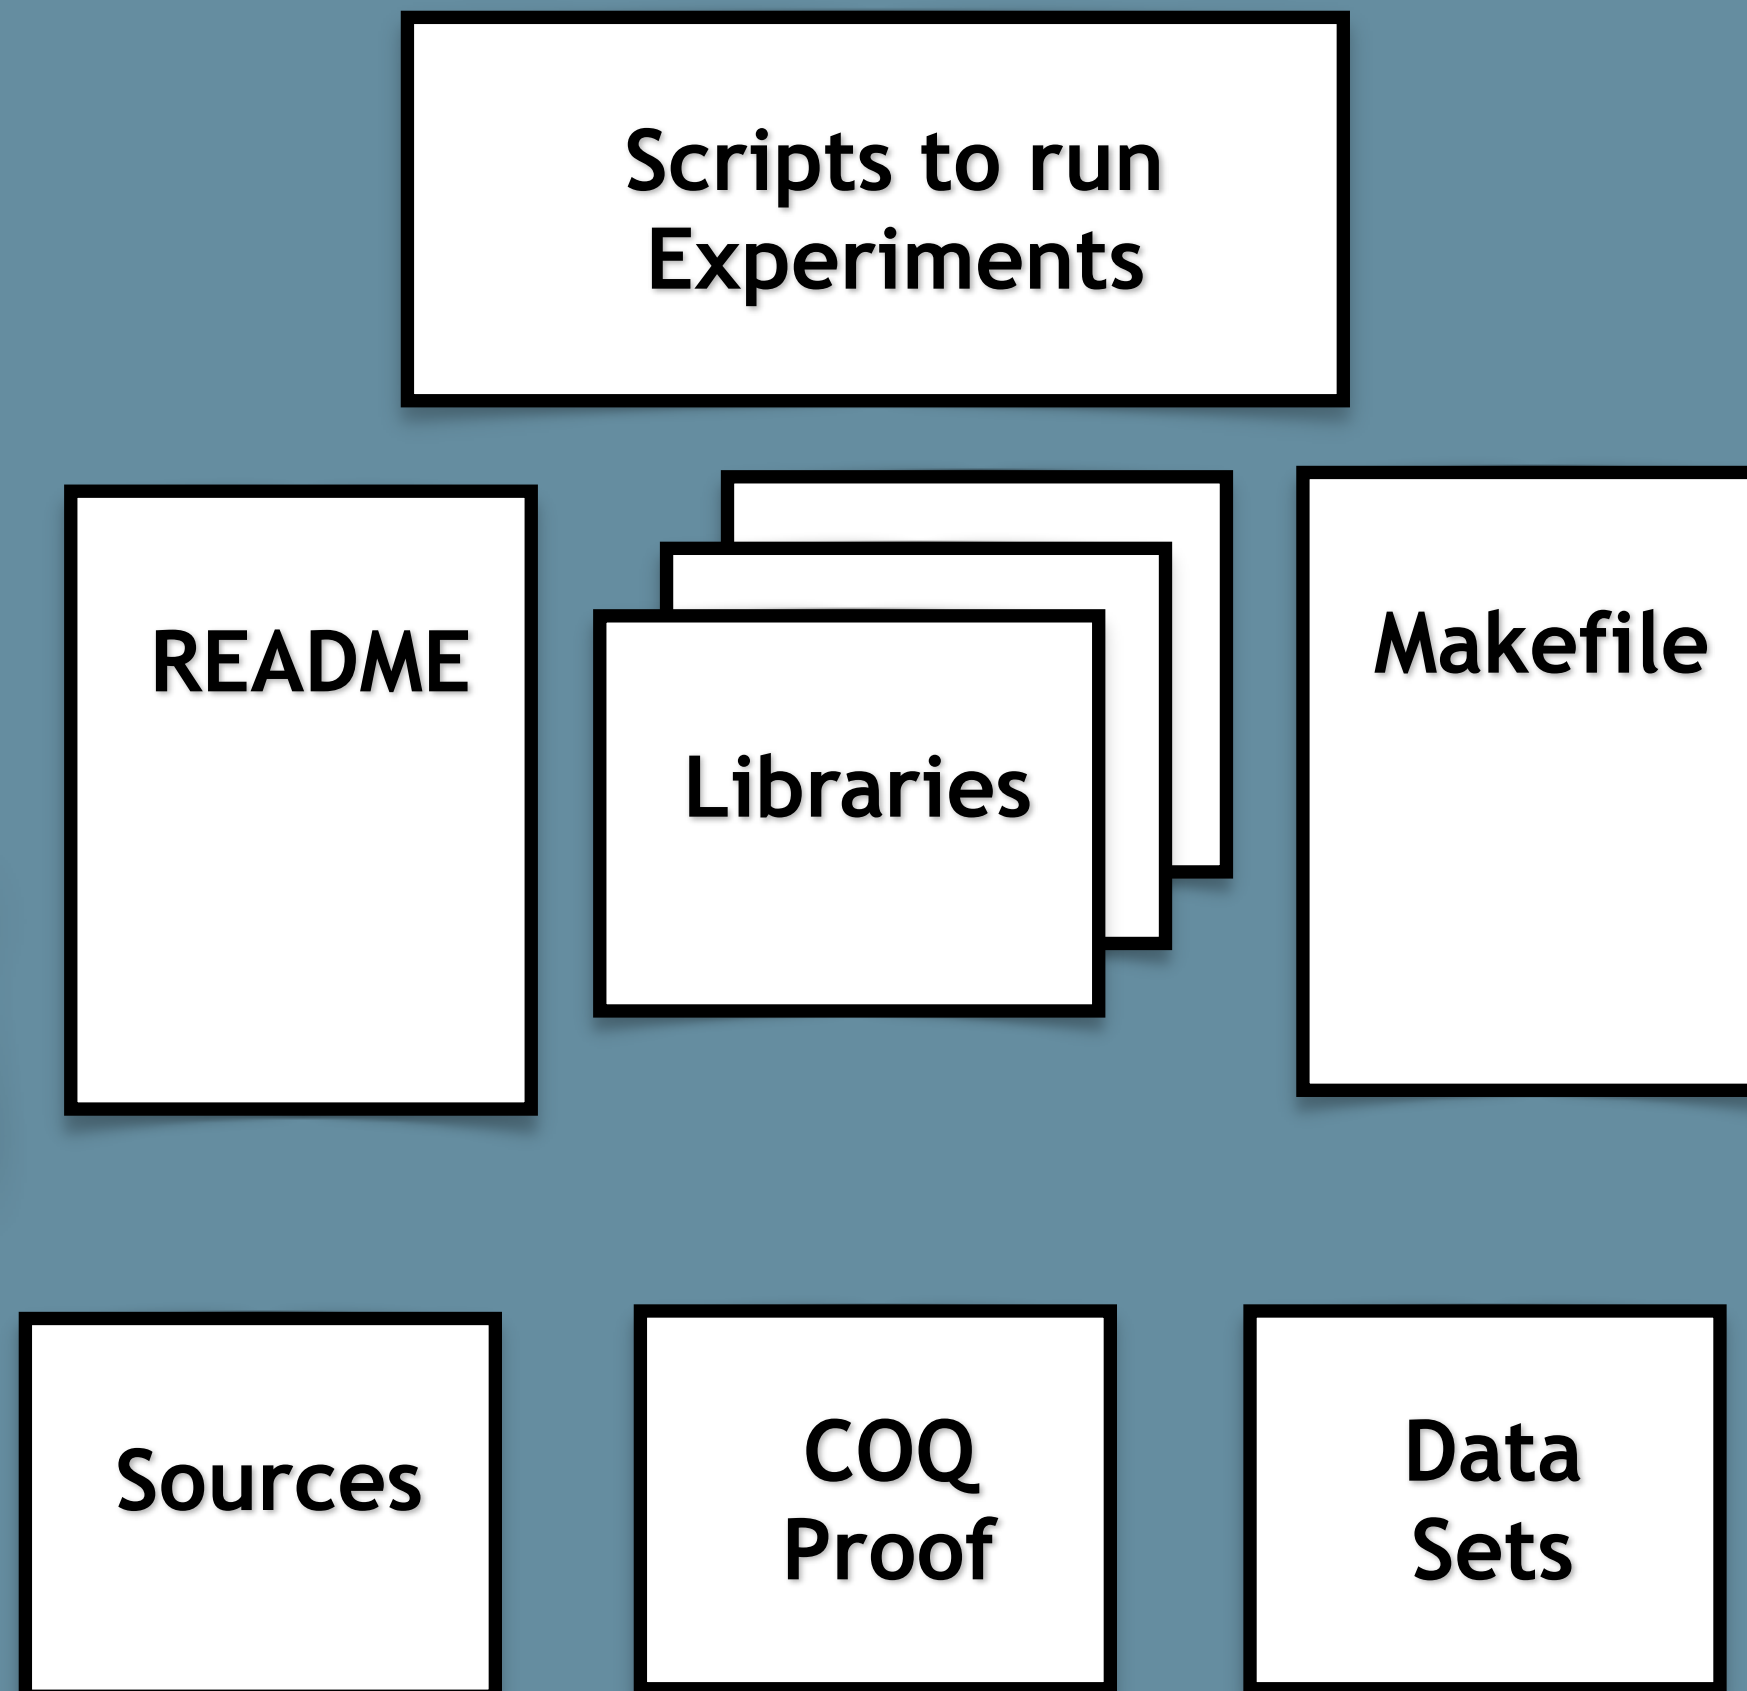 Scripts to run
Experiments
README
Libraries
Makefile
Sources
COQ
Proof
Data
Sets